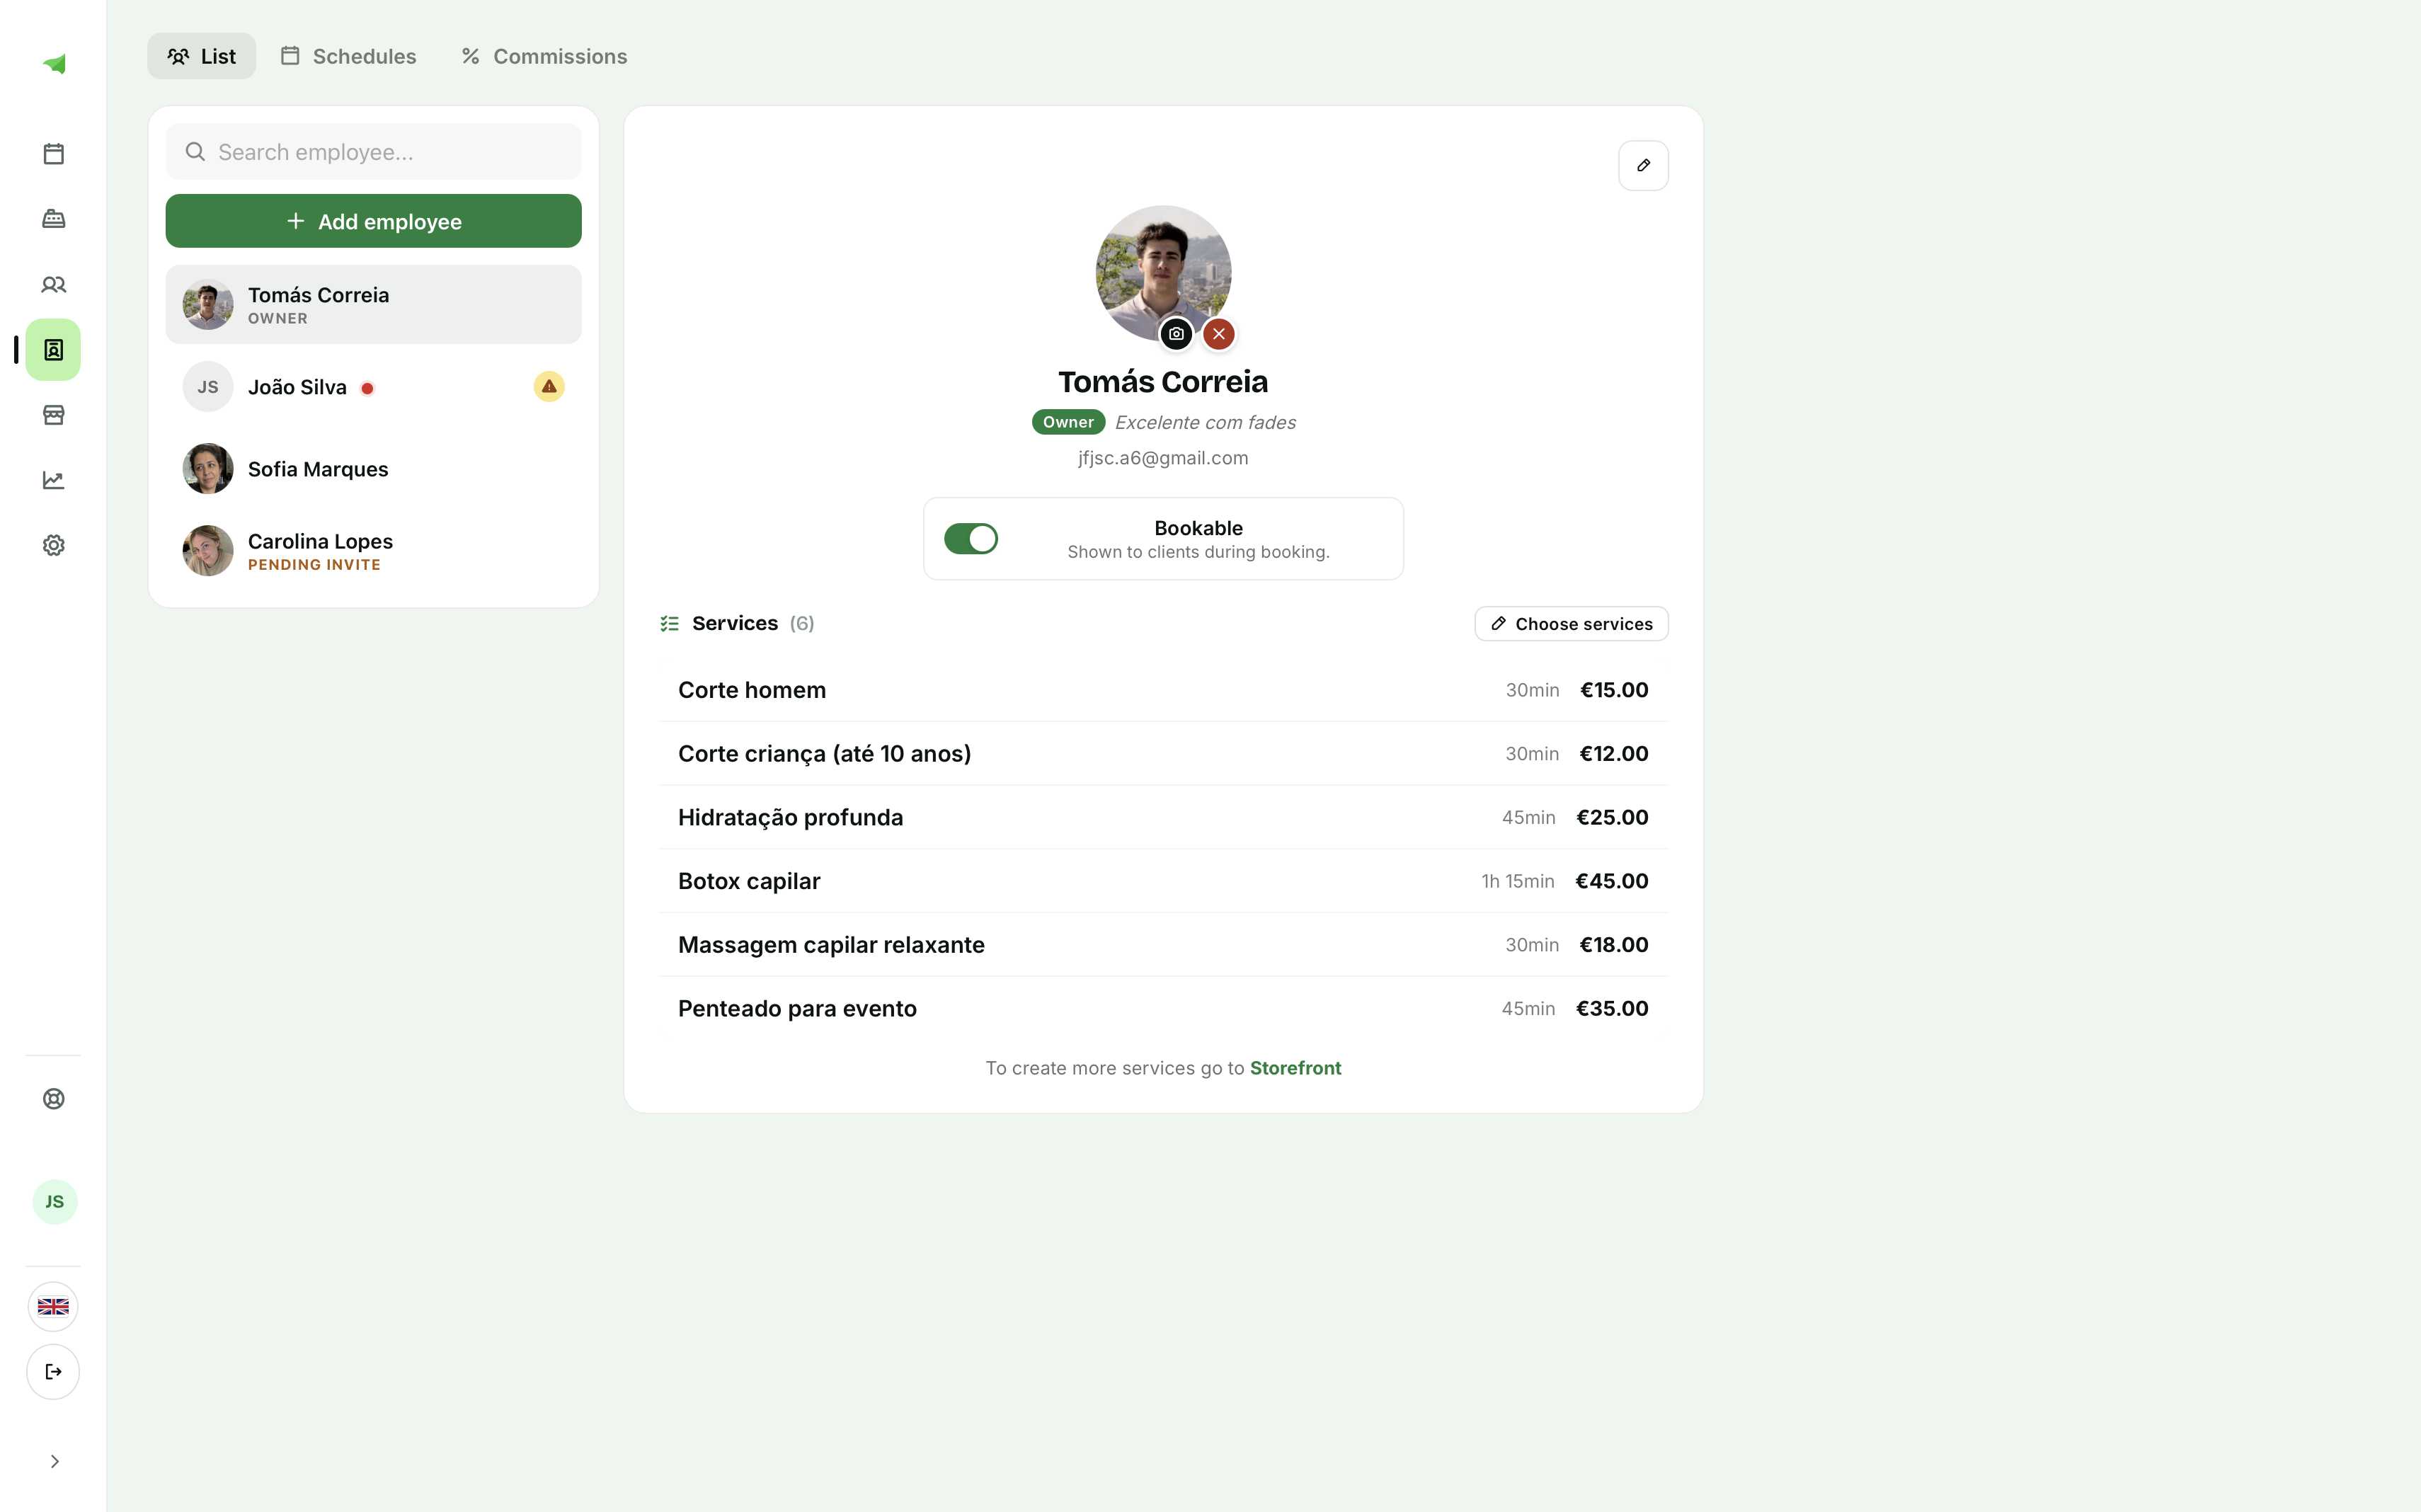 List
Schedules
Commissions
Search employee...
Add employee
Tomás Correia
OWNER
JS
João Silva
Sofia Marques
Carolina Lopes
PENDING INVITE
Tomás Correia
Owner
Excelente com fades
jfjsc.a6@gmail.com
Bookable
Shown to clients during booking.
Services (6)
Choose services
Corte homem 30min €15.00
Corte criança (até 10 anos) 30min €12.00
Hidratação profunda 45min €25.00
Botox capilar 1h 15min €45.00
Massagem capilar relaxante 30min €18.00
Penteado para evento 45min €35.00
To create more services go to Storefront
JS